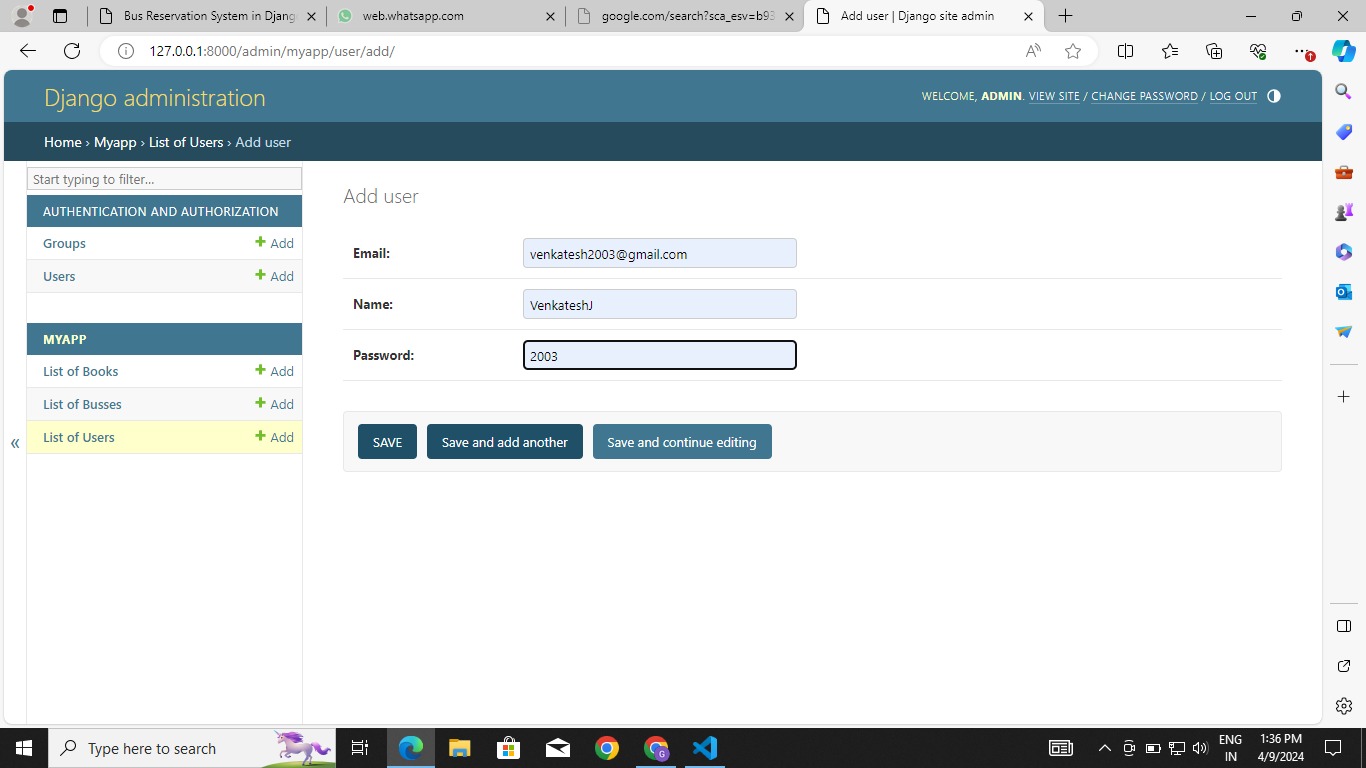 Bus Reservation System in Djang
web.whatsapp.com
google.com/search?sca_esv=b93
Add user | Django site admin
127.0.0.1:8000/admin/myapp/user/add/
Django administration
WELCOME, ADMIN. VIEW SITE / CHANGE PASSWORD / LOG OUT
Home › Myapp › List of Users › Add user
Start typing to filter...
Add user
AUTHENTICATION AND AUTHORIZATION
Groups + Add
Users + Add
MYAPP
List of Books + Add
List of Busses + Add
List of Users + Add
«
Email: venkatesh2003@gmail.com
Name: VenkateshJ
Password: 2003
SAVE Save and add another Save and continue editing
Type here to search
ENG
IN
1:36 PM
4/9/2024